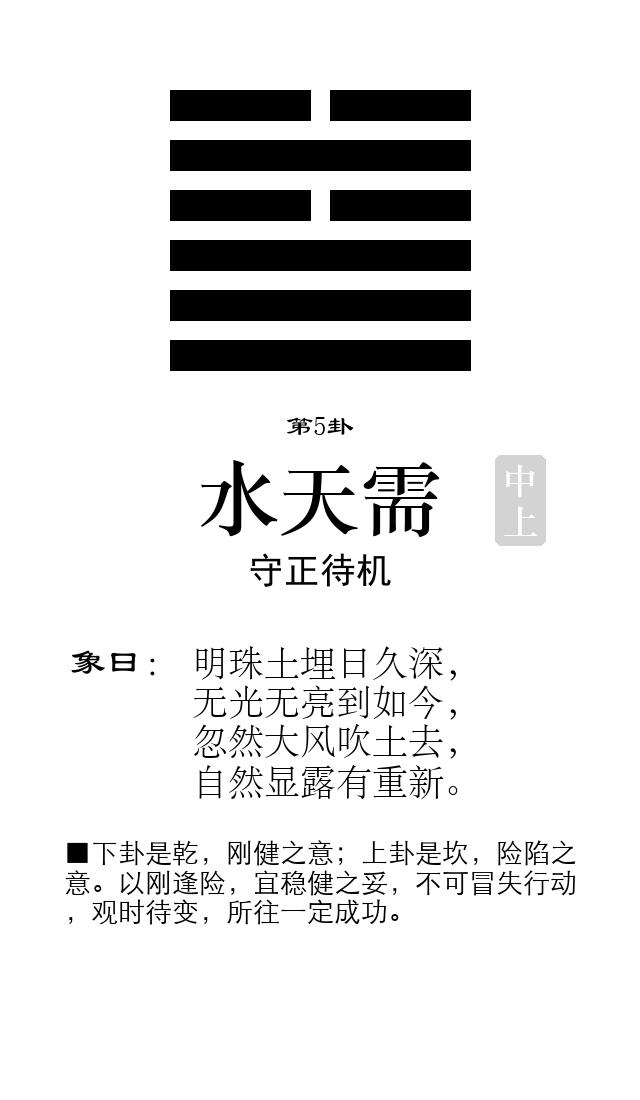 第5卦
水天需
中上
守正待机
象曰：明珠土埋日久深，
无光无亮到如今，
忽然大风吹土去，
自然显露有重新。
■下卦是乾，刚健之意；上卦是坎，险陷之
意。以刚逢险，宜稳健之妥，不可冒失行动
，观时待变，所往一定成功。